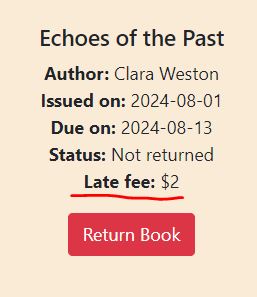 Echoes of the Past
Author: Clara Weston
Issued on: 2024-08-01
Due on: 2024-08-13
Status: Not returned
Late fee: $2
Return Book